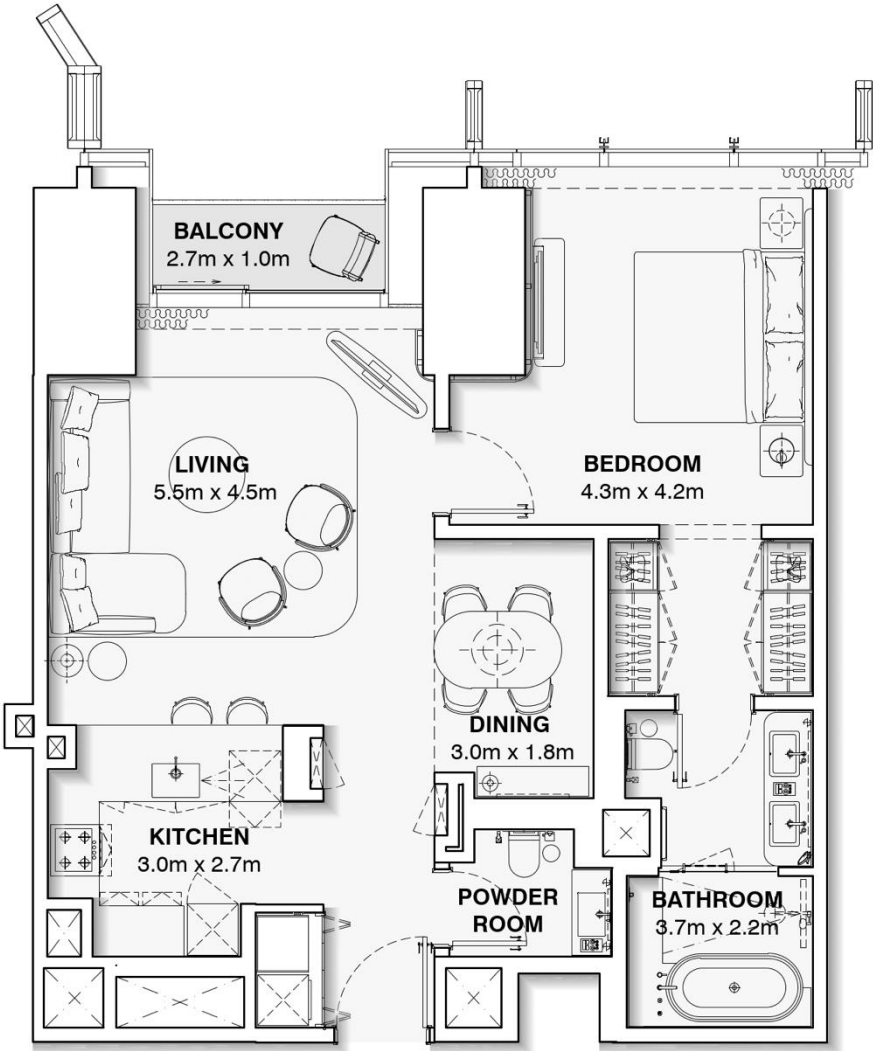 BALCONY
2.7m x 1.0m
LIVING
5.5m x 4.5m
BEDROOM
4.3m x 4.2m
DINING
3.0m x 1.8m
KITCHEN
3.0m x 2.7m
POWDER
ROOM
BATHROOM
3.7m x 2.2m